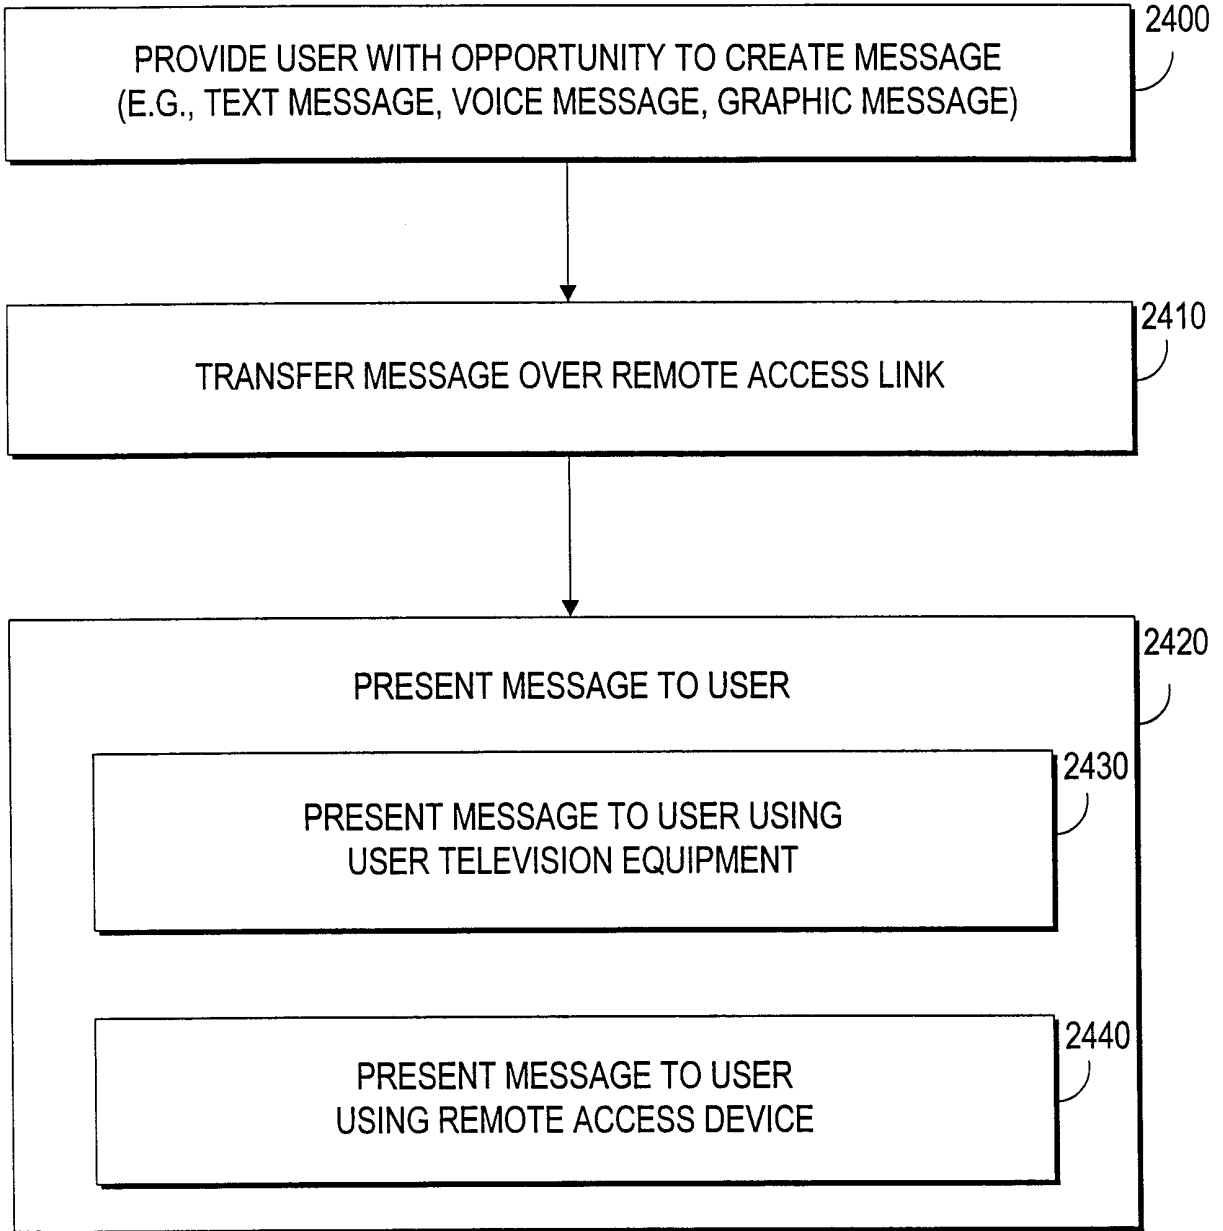 2400
PROVIDE USER WITH OPPORTUNITY TO CREATE MESSAGE
(E.G., TEXT MESSAGE, VOICE MESSAGE, GRAPHIC MESSAGE)
2410
TRANSFER MESSAGE OVER REMOTE ACCESS LINK
2420
PRESENT MESSAGE TO USER
2430
PRESENT MESSAGE TO USER USING
USER TELEVISION EQUIPMENT
2440
PRESENT MESSAGE TO USER
USING REMOTE ACCESS DEVICE